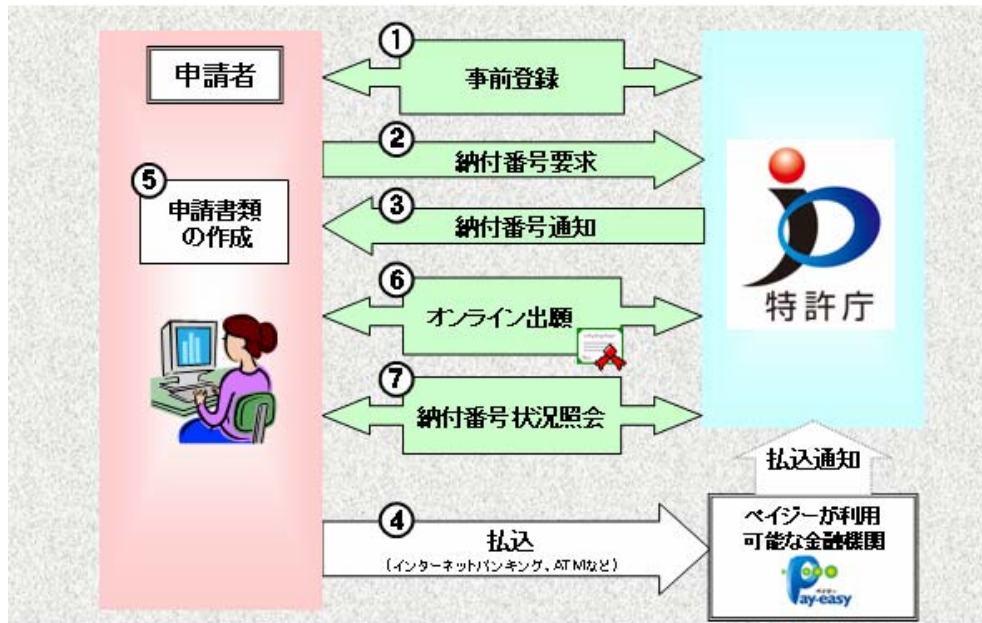 申請者
①
事前登録
②
納付番号要求
③
納付番号通知
⑤
申請書類
の作成
⑥
オンライン出願
特許庁
⑦
納付番号状況照会
払込通知
④
払込
(インターネットバンキング、ATMなど)
ペイジーが利用
可能な金融機関
ペイジー
Pay-easy